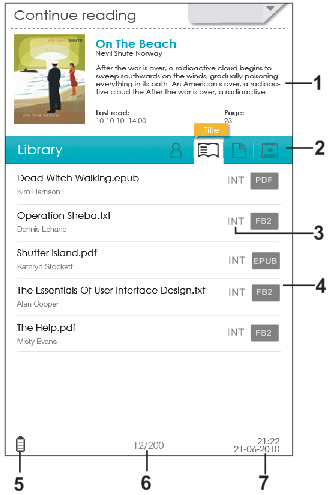 Continue reading
On The Beach
Nevil Shute Norway
After the war is over, a radioactive cloud begins to
sweep southwards on the winds, gradually poisoning
everything in its path. An American's over, a radioac-
tive cloud the After the war is over, a radioactive
Last read: Page:
10.10.10 14:00 23
1
Title
Library
2
Dead Witch Walking.epub INT PDF
Kim Harrison
Operation Sheba.txt INT FB2
Dennis Lehane
3
Shutter Island.pdf INT EPUB
Kathryn Stockett
The Essentials Of User Interface Design.txt INT FB2
Alan Cooper
4
The Help.pdf INT FB2
Misty Evans
12/200
21:22
21-06-2010
5 6 7